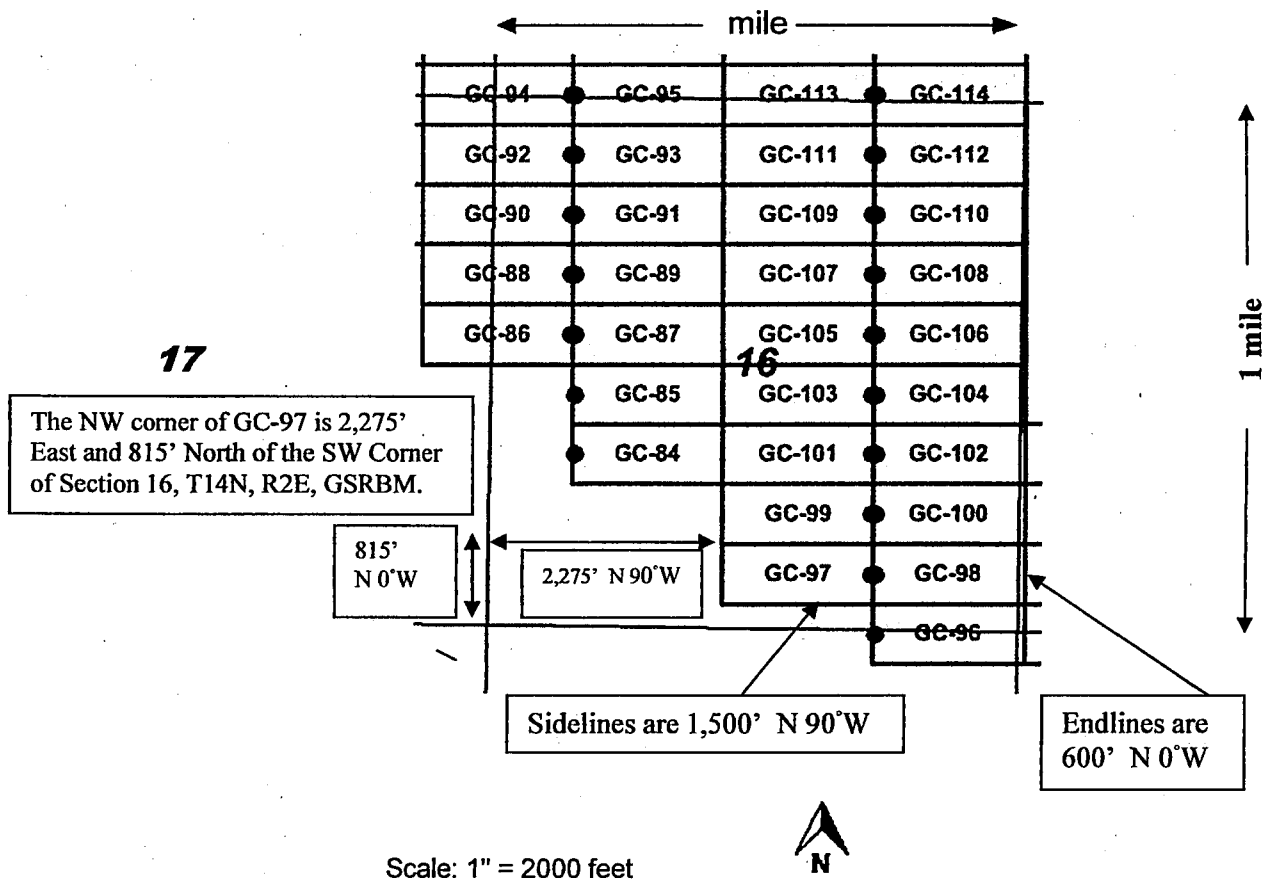 mile
GC-94 GC-95 GC-113 GC-114
GC-92 GC-93 GC-111 GC-112
GC-90 GC-91 GC-109 GC-110
GC-88 GC-89 GC-107 GC-108
GC-86 GC-87 GC-105 GC-106
17
16
1 mile
GC-85 GC-103 GC-104
GC-84 GC-101 GC-102
GC-99 GC-100
GC-97 GC-98
GC-96
The NW corner of GC-97 is 2,275'
East and 815' North of the SW Corner
of Section 16, T14N, R2E, GSRBM.
815'
N 0˚W
2,275' N 90˚W
Sidelines are 1,500' N 90˚W
Endlines are
600' N 0˚W
N
Scale: 1" = 2000 feet